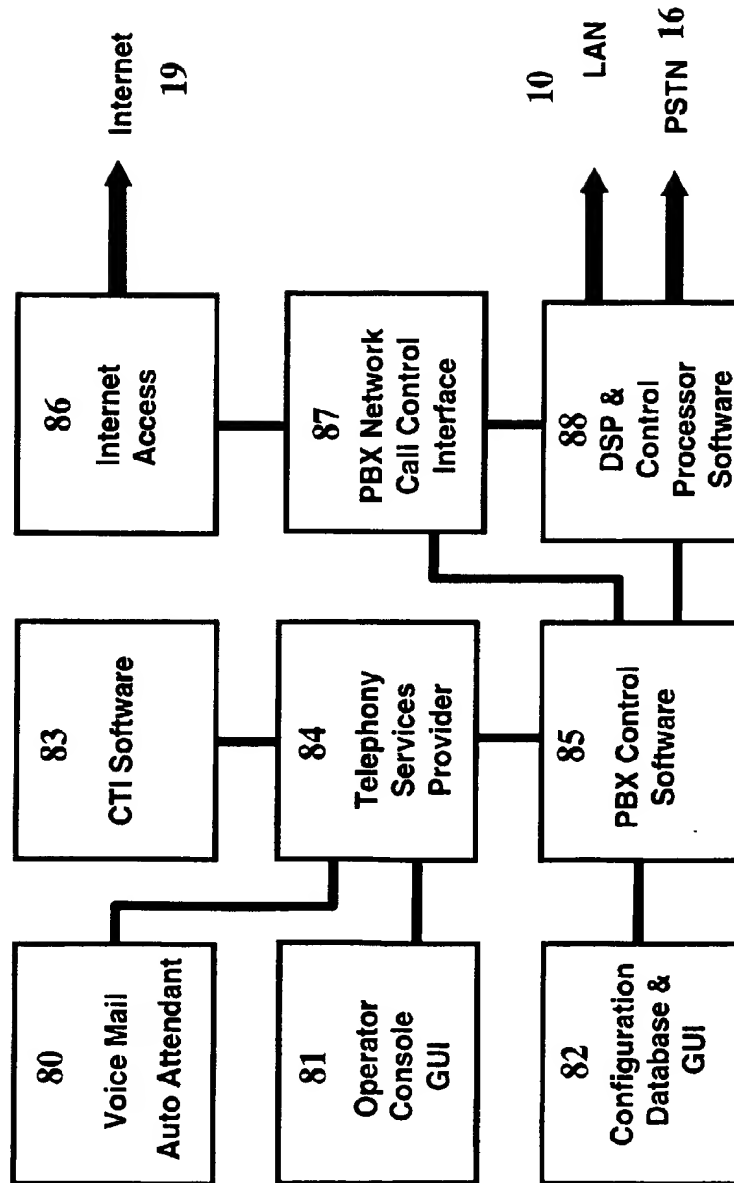 80
Voice Mail
Auto Attendant
83
CTI Software
86
Internet
Access
Internet
19
81
Operator
Console
GUI
84
Telephony
Services
Provider
87
PBX Network
Call Control
Interface
82
Configuration
Database &
GUI
85
PBX Control
Software
88
DSP &
Control
Processor
Software
10
LAN
PSTN 16